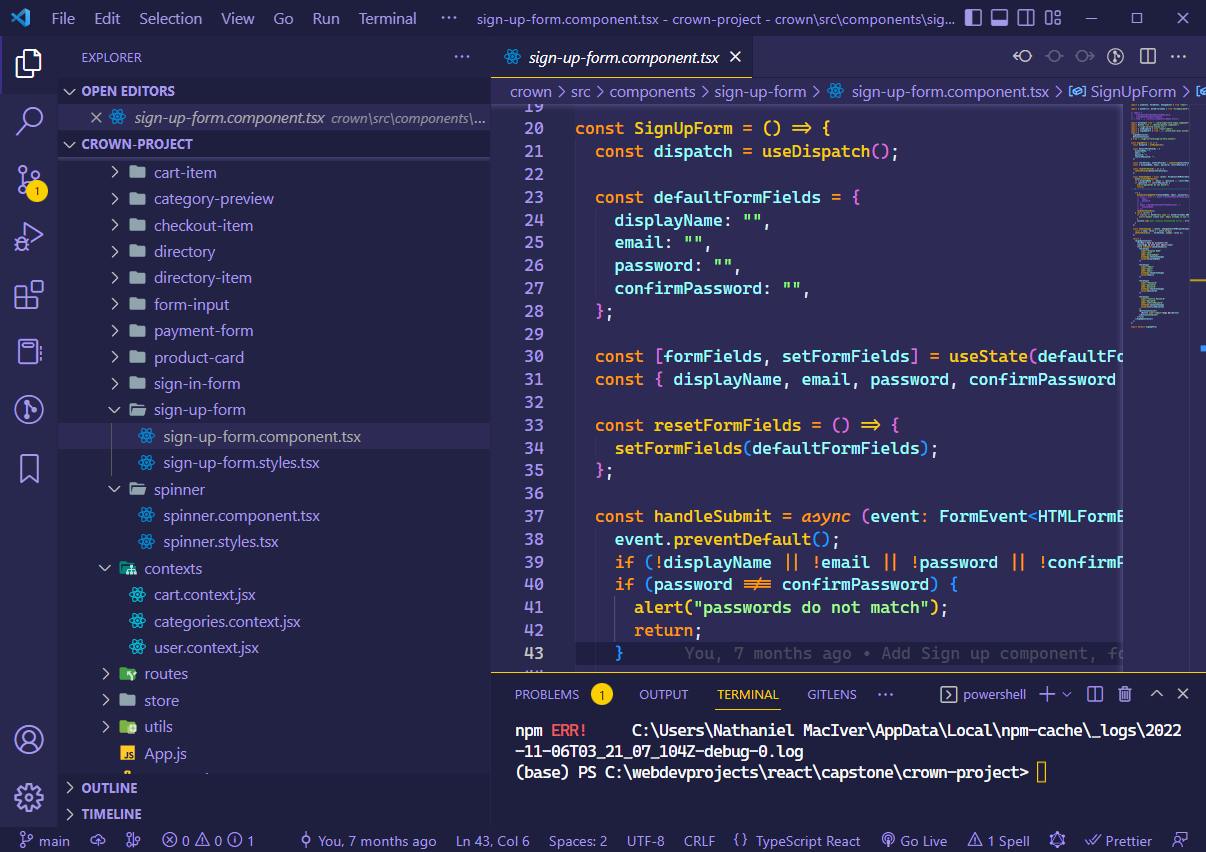 File Edit Selection View Go Run Terminal ··· sign-up-form.component.tsx - crown-project - crown\src\components\sig...
EXPLORER ···
OPEN EDITORS
sign-up-form.component.tsx crown\src\components\...
CROWN-PROJECT
cart-item
category-preview
checkout-item
directory
directory-item
form-input
payment-form
product-card
sign-in-form
sign-up-form
sign-up-form.component.tsx
sign-up-form.styles.tsx
spinner
spinner.component.tsx
spinner.styles.tsx
contexts
cart.context.jsx
categories.context.jsx
user.context.jsx
routes
store
utils
App.js
OUTLINE
TIMELINE
1
sign-up-form.component.tsx
crown > src > components > sign-up-form > sign-up-form.component.tsx > SignUpForm >
19
20 const SignUpForm = () => {
21 const dispatch = useDispatch();
22
23 const defaultFormFields = {
24 displayName: "",
25 email: "",
26 password: "",
27 confirmPassword: "",
28 };
29
30 const [formFields, setFormFields] = useState(defaultFo
31 const { displayName, email, password, confirmPassword
32
33 const resetFormFields = () => {
34 setFormFields(defaultFormFields);
35 };
36
37 const handleSubmit = async (event: FormEvent<HTMLFormE
38 event.preventDefault();
39 if (!displayName || !email || !password || !confirmP
40 if (password !== confirmPassword) {
41 alert("passwords do not match");
42 return;
43 } You, 7 months ago • Add Sign up component, fo
PROBLEMS 1 OUTPUT TERMINAL GITLENS ··· powershell
npm ERR! C:\Users\Nathaniel MacIver\AppData\Local\npm-cache\_logs\2022
-11-06T03_21_07_104Z-debug-0.log
(base) PS C:\webdevprojects\react\capstone\crown-project>
main 0 0 1 You, 7 months ago Ln 43, Col 6 Spaces: 2 UTF-8 CRLF {} TypeScript React Go Live 1 Spell Prettier